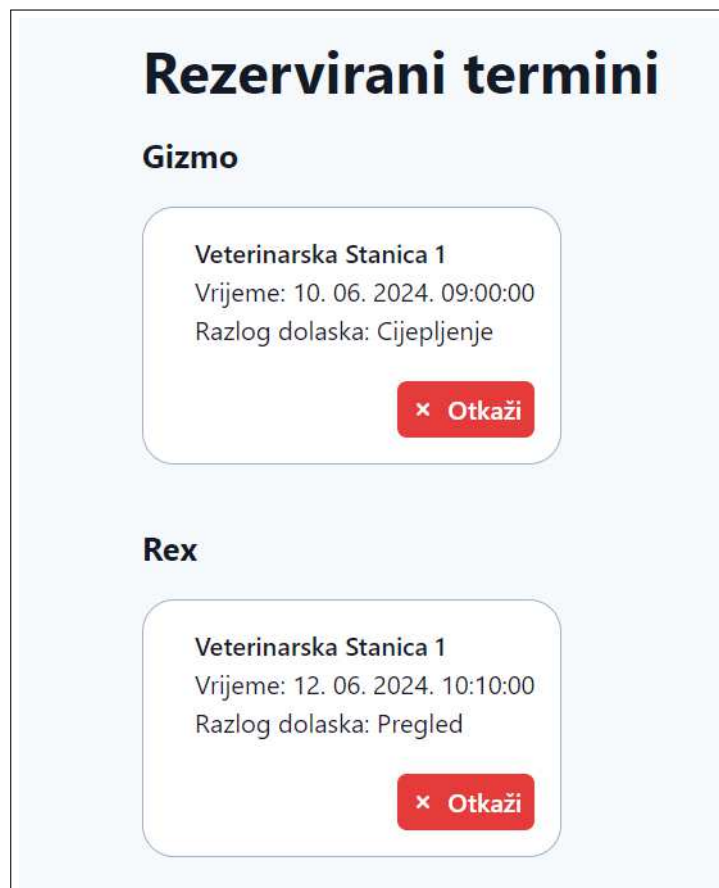 Rezervirani termini
Gizmo
Veterinarska Stanica 1
Vrijeme: 10. 06. 2024. 09:00:00
Razlog dolaska: Cijepljenje
× Otkaži
Rex
Veterinarska Stanica 1
Vrijeme: 12. 06. 2024. 10:10:00
Razlog dolaska: Pregled
× Otkaži